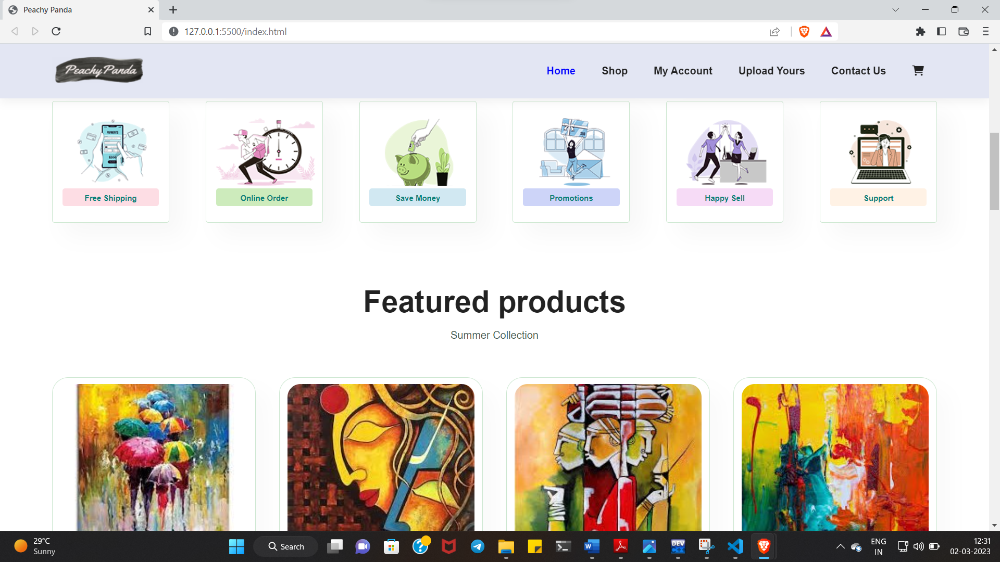 Peachy Panda
127.0.0.1:5500/index.html
Peachy Panda
Home
Shop
My Account
Upload Yours
Contact Us
PAYMENTS
Free Shipping
Online Order
Save Money
Promotions
Happy Sell
Support
Featured products
Summer Collection
29°C
Sunny
Search
DEV
C++
ENG
IN
12:31
02-03-2023